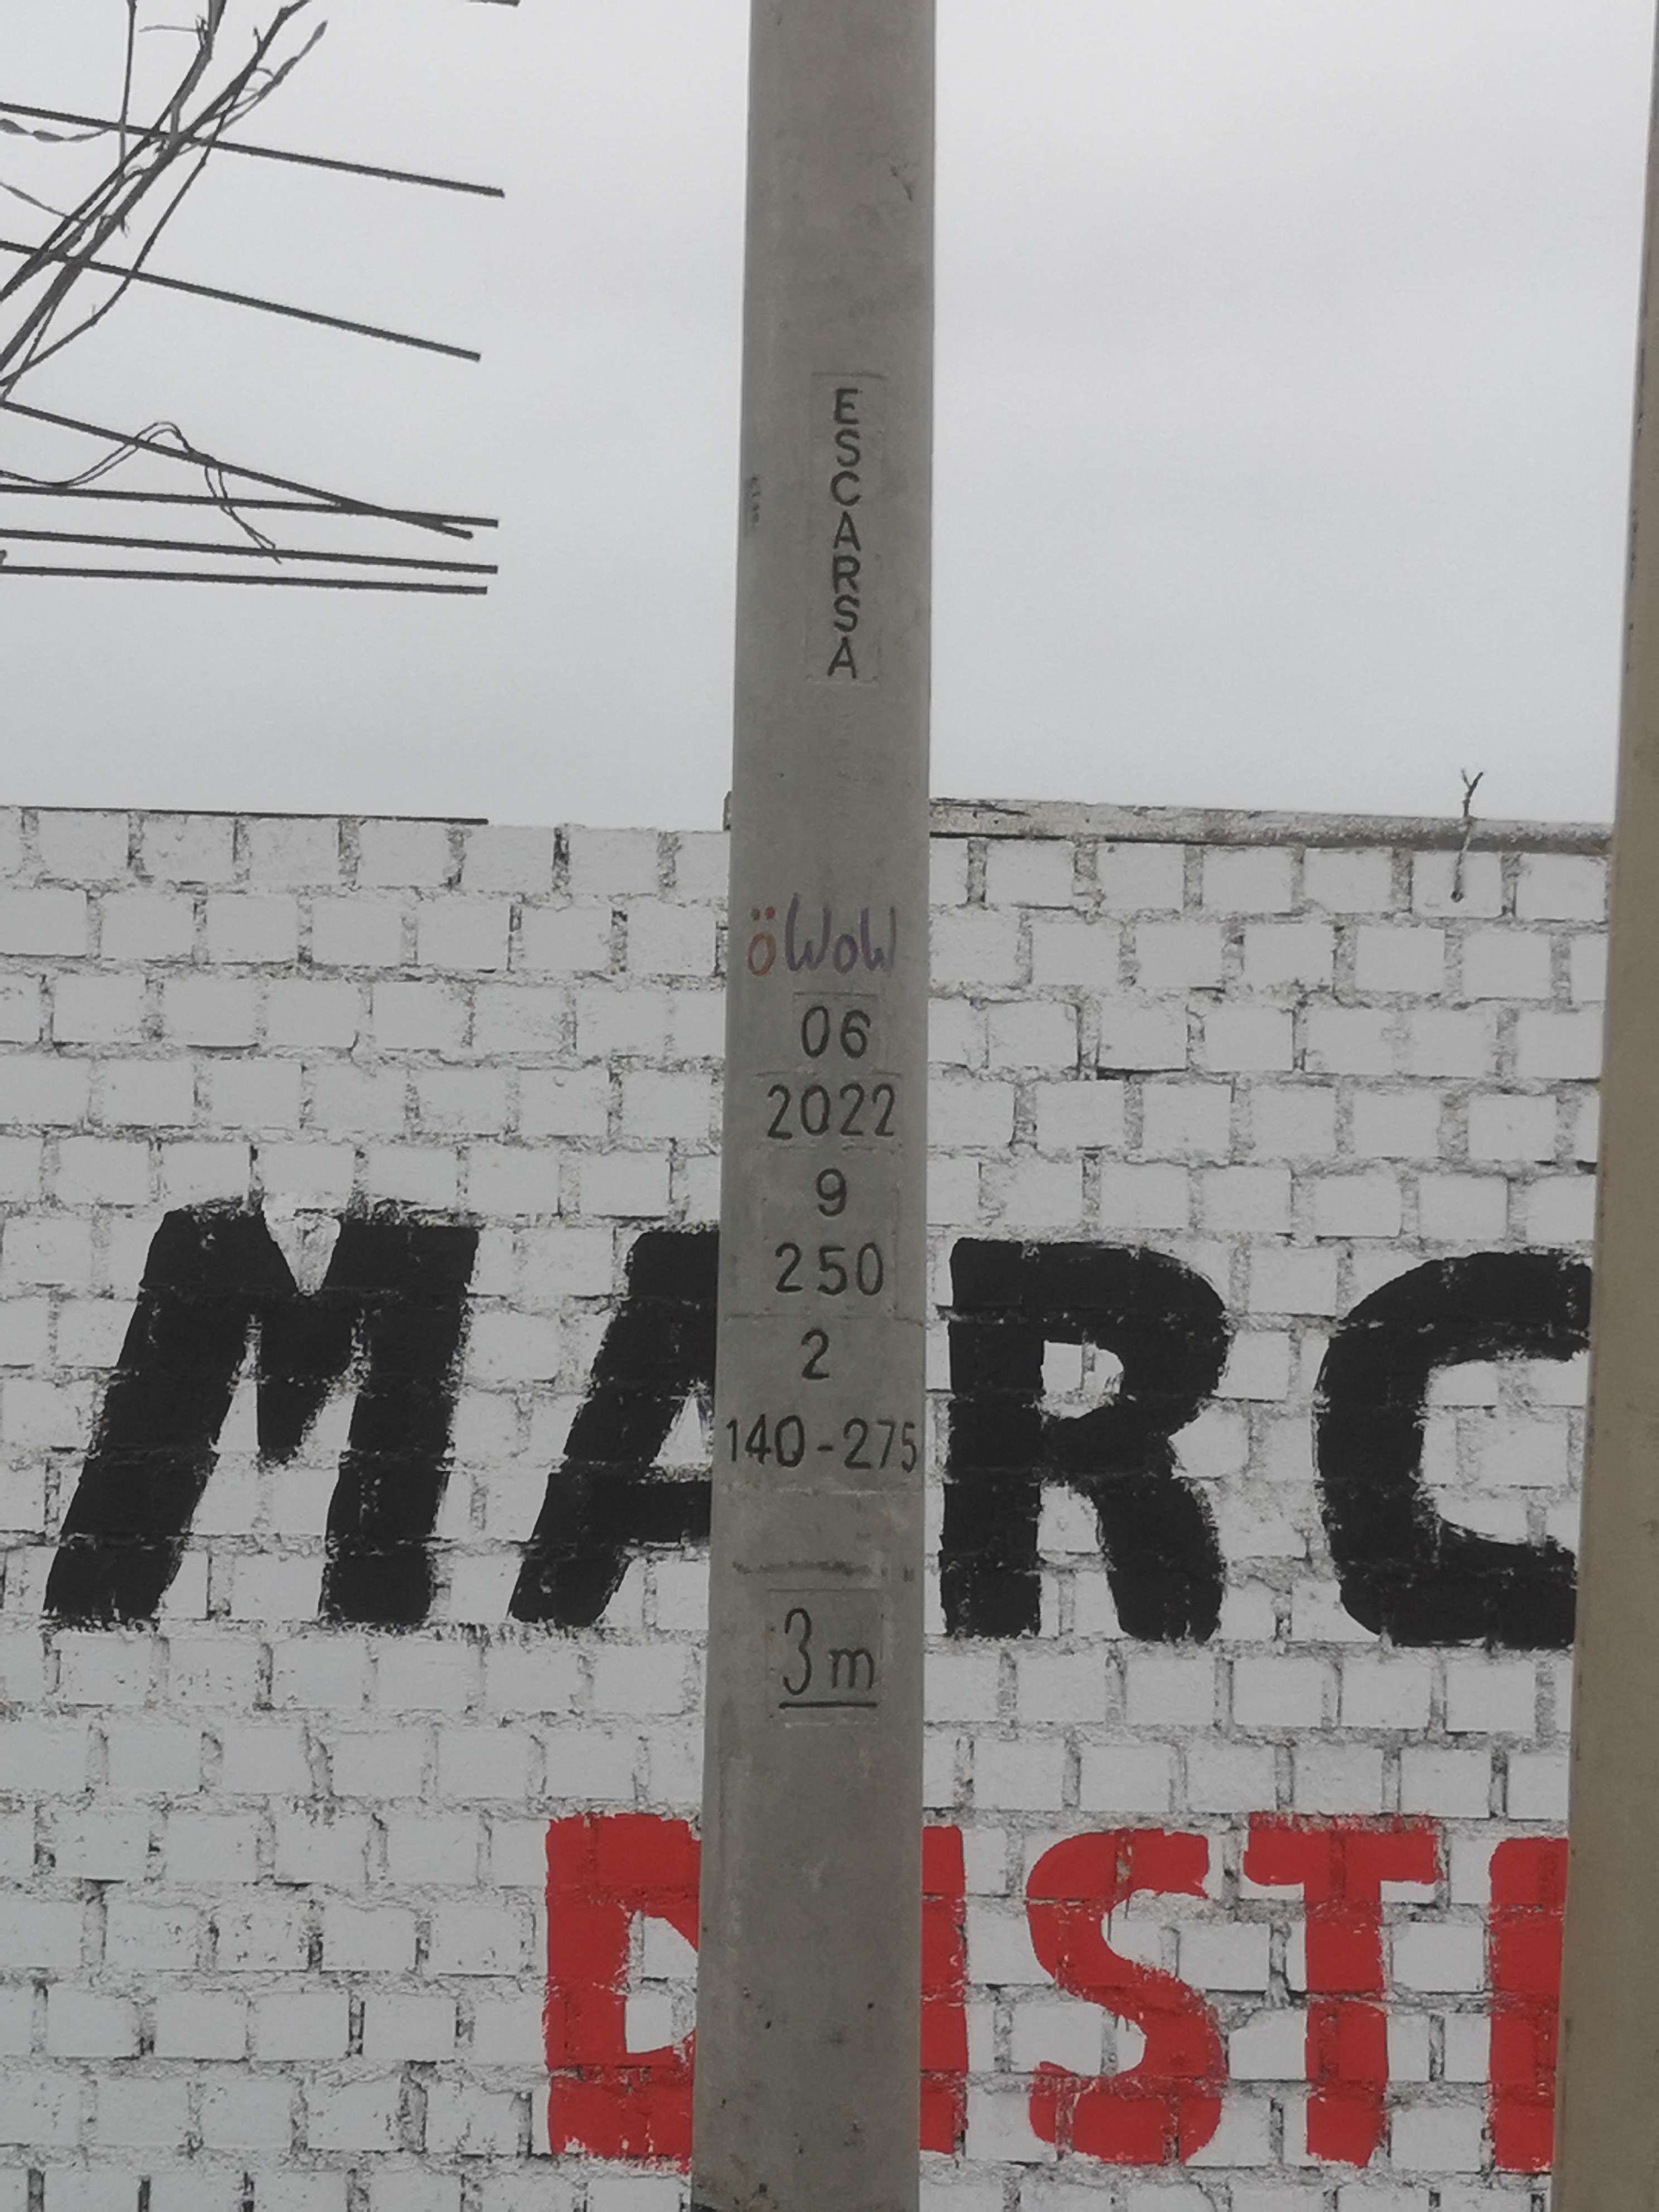 ESCARSA
öWoW
06
2022
9
250
2
140-275
3m
MARC
DIST